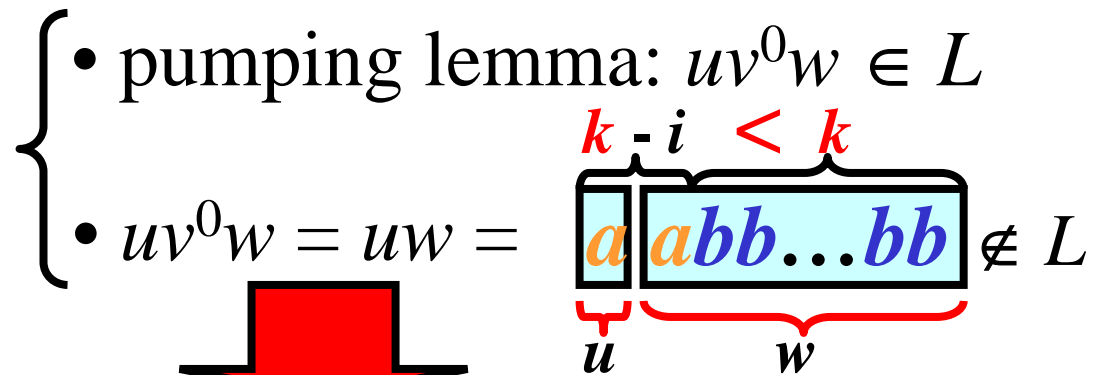 • pumping lemma: uv⁰w ∈ L
k - i < k
• uv⁰w = uw = a abb...bb ∉ L
u w